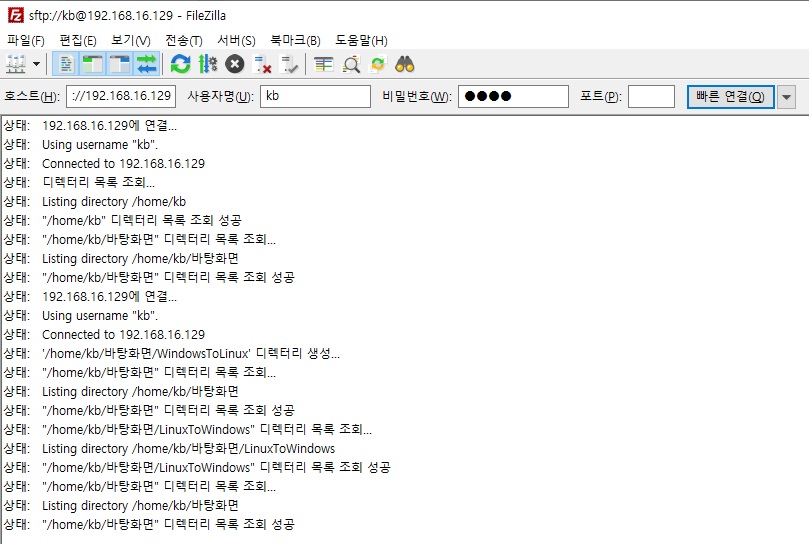 sftp://kb@192.168.16.129 - FileZilla
파일(F) 편집(E) 보기(V) 전송(T) 서버(S) 북마크(B) 도움말(H)
호스트(H): ://192.168.16.129 사용자명(U): kb 비밀번호(W): ●●●● 포트(P): 빠른 연결(Q)
상태: 192.168.16.129에 연결...
상태: Using username "kb".
상태: Connected to 192.168.16.129
상태: 디렉터리 목록 조회...
상태: Listing directory /home/kb
상태: "/home/kb" 디렉터리 목록 조회 성공
상태: "/home/kb/바탕화면" 디렉터리 목록 조회...
상태: Listing directory /home/kb/바탕화면
상태: "/home/kb/바탕화면" 디렉터리 목록 조회 성공
상태: 192.168.16.129에 연결...
상태: Using username "kb".
상태: Connected to 192.168.16.129
상태: '/home/kb/바탕화면/WindowsToLinux' 디렉터리 생성...
상태: "/home/kb/바탕화면" 디렉터리 목록 조회...
상태: Listing directory /home/kb/바탕화면
상태: "/home/kb/바탕화면" 디렉터리 목록 조회 성공
상태: "/home/kb/바탕화면/LinuxToWindows" 디렉터리 목록 조회...
상태: Listing directory /home/kb/바탕화면/LinuxToWindows
상태: "/home/kb/바탕화면/LinuxToWindows" 디렉터리 목록 조회 성공
상태: "/home/kb/바탕화면" 디렉터리 목록 조회...
상태: Listing directory /home/kb/바탕화면
상태: "/home/kb/바탕화면" 디렉터리 목록 조회 성공